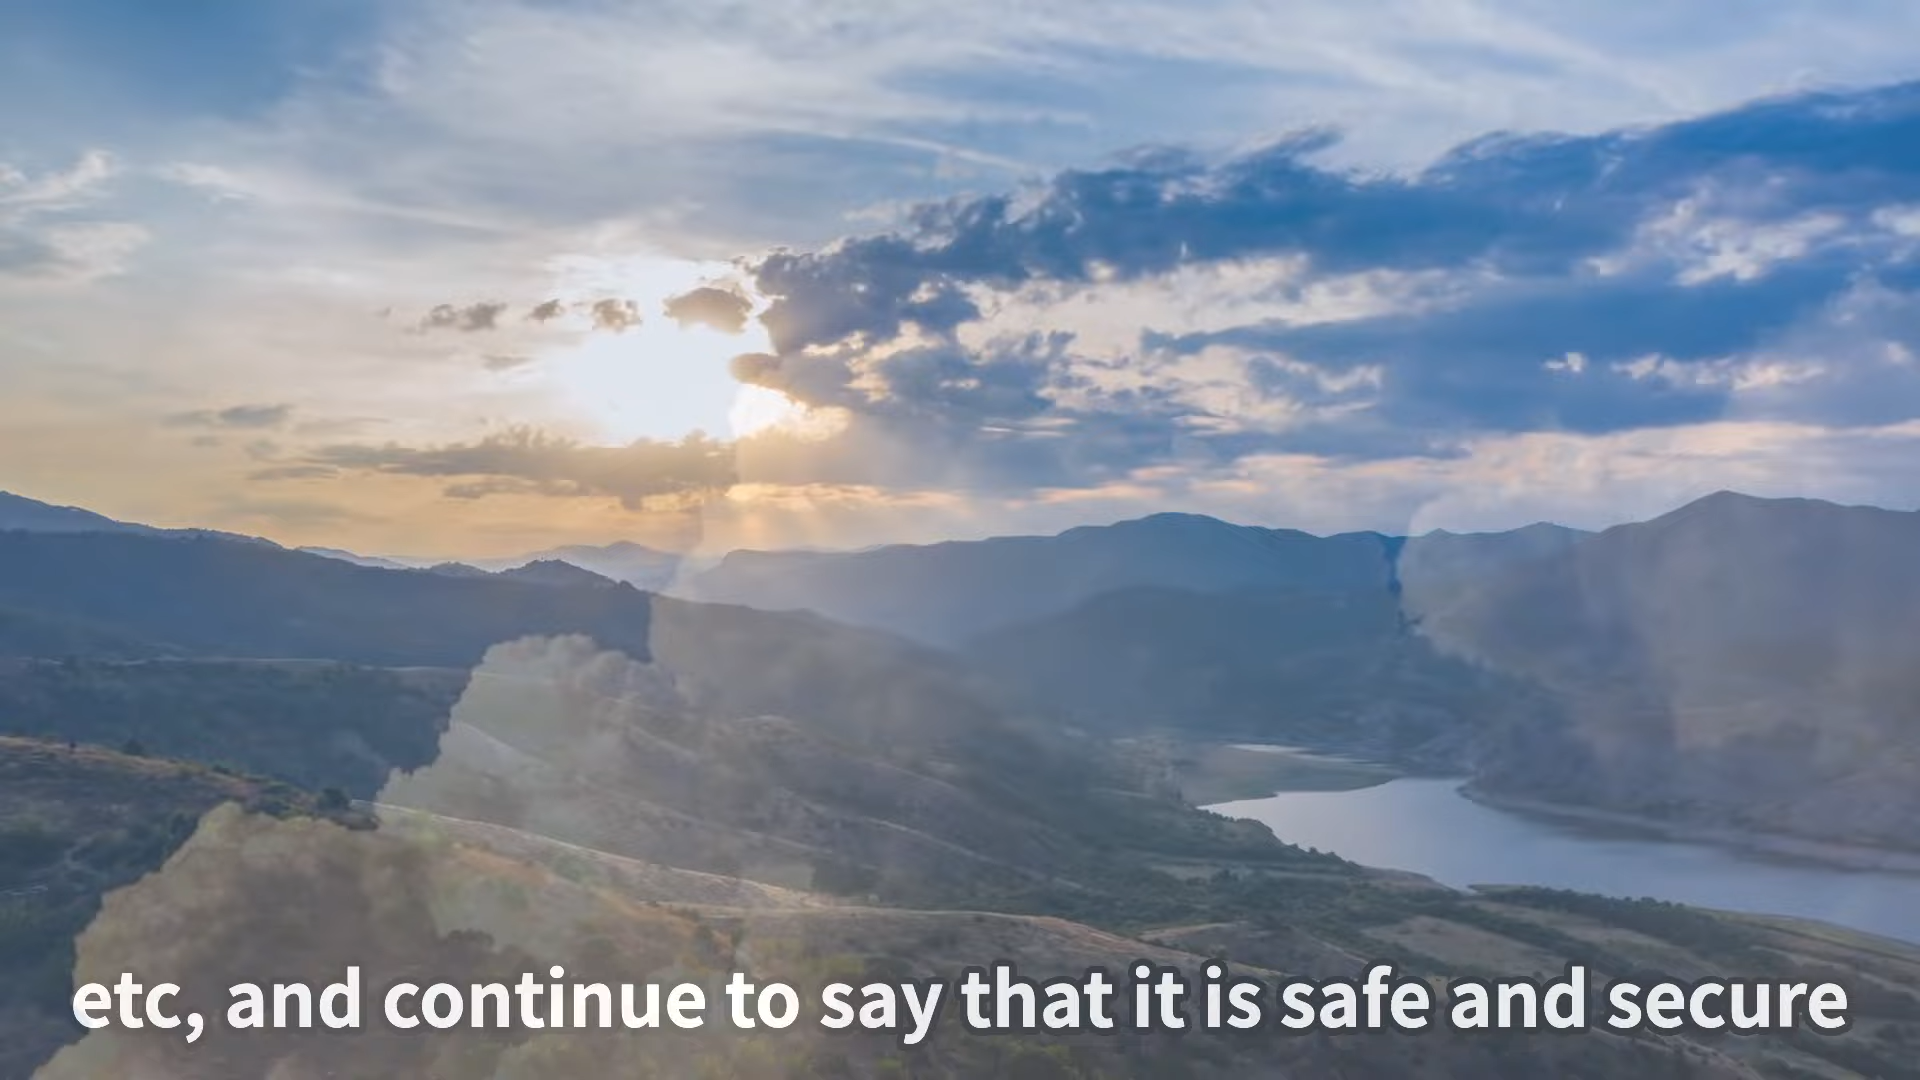 etc, and continue to say that it is safe and secure